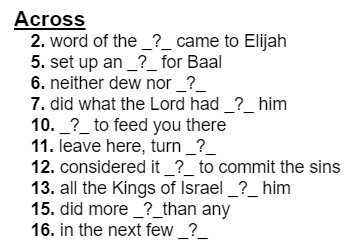 Across
2. word of the _?_ came to Elijah
5. set up an _?_ for Baal
6. neither dew nor _?_
7. did what the Lord had _?_ him
10. _?_ to feed you there
11. leave here, turn _?_
12. considered it _?_ to commit the sins
13. all the Kings of Israel _?_ him
15. did more _?_than any
16. in the next few _?_